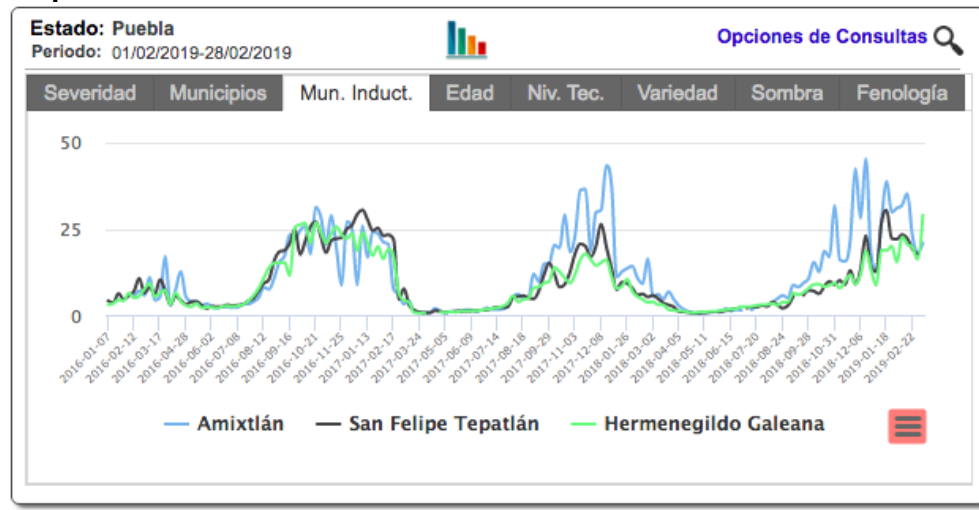 Estado: Puebla
Periodo: 01/02/2019-28/02/2019
Opciones de Consultas
Severidad Municipios Mun. Induct. Edad Niv. Tec. Variedad Sombra Fenología
50
25
0
2016-01-07 2016-02-12 2016-03-17 2016-04-28 2016-06-02 2016-07-08 2016-08-12 2016-09-16 2016-10-21 2016-11-25 2017-01-13 2017-02-17 2017-03-24 2017-05-05 2017-06-09 2017-07-14 2017-08-18 2017-09-29 2017-11-03 2017-12-08 2018-01-26 2018-03-02 2018-04-05 2018-05-11 2018-06-15 2018-07-20 2018-08-24 2018-09-28 2018-10-31 2018-12-06 2019-01-18 2019-02-22
Amixtlán San Felipe Tepatlán Hermenegildo Galeana